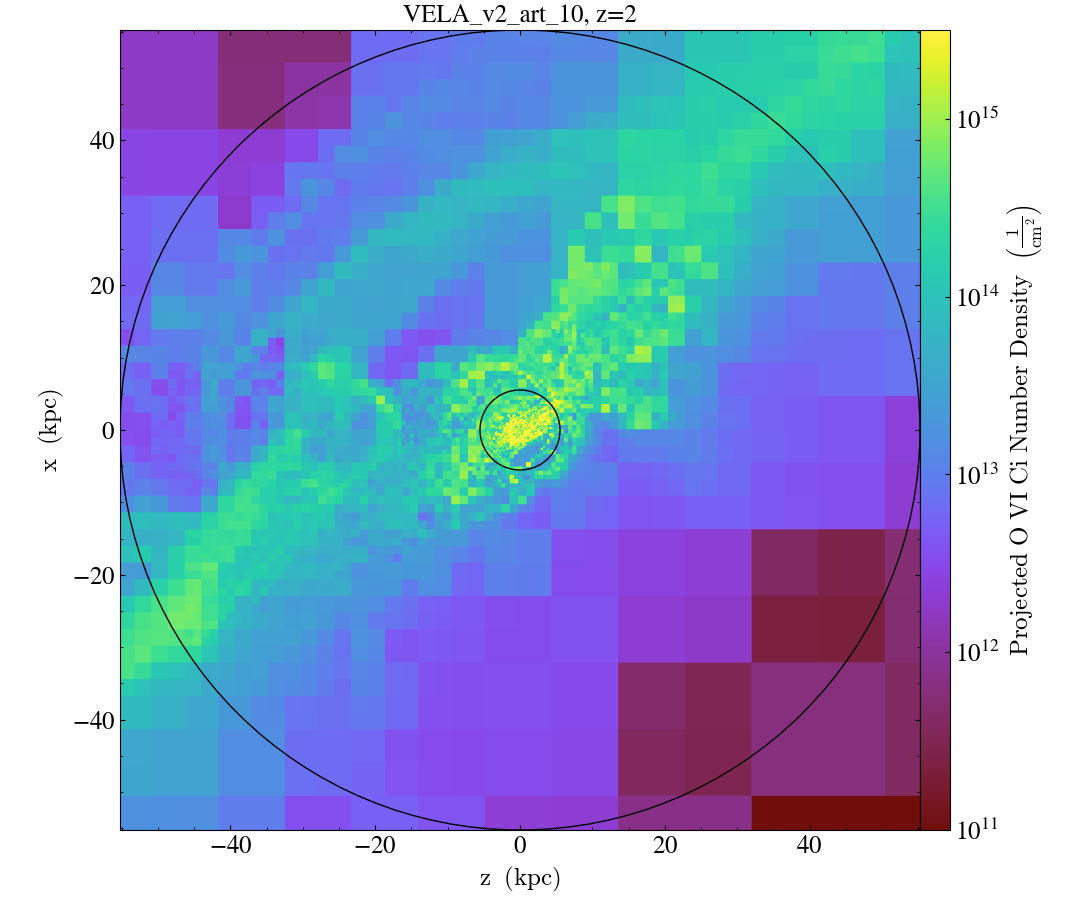 VELA_v2_art_10, z=2
40
20
0
−20
−40
x (kpc)
−40 −20 0 20 40
z (kpc)
10^15
10^14
10^13
10^12
10^11
Projected O VI Ci Number Density (1/cm^2)